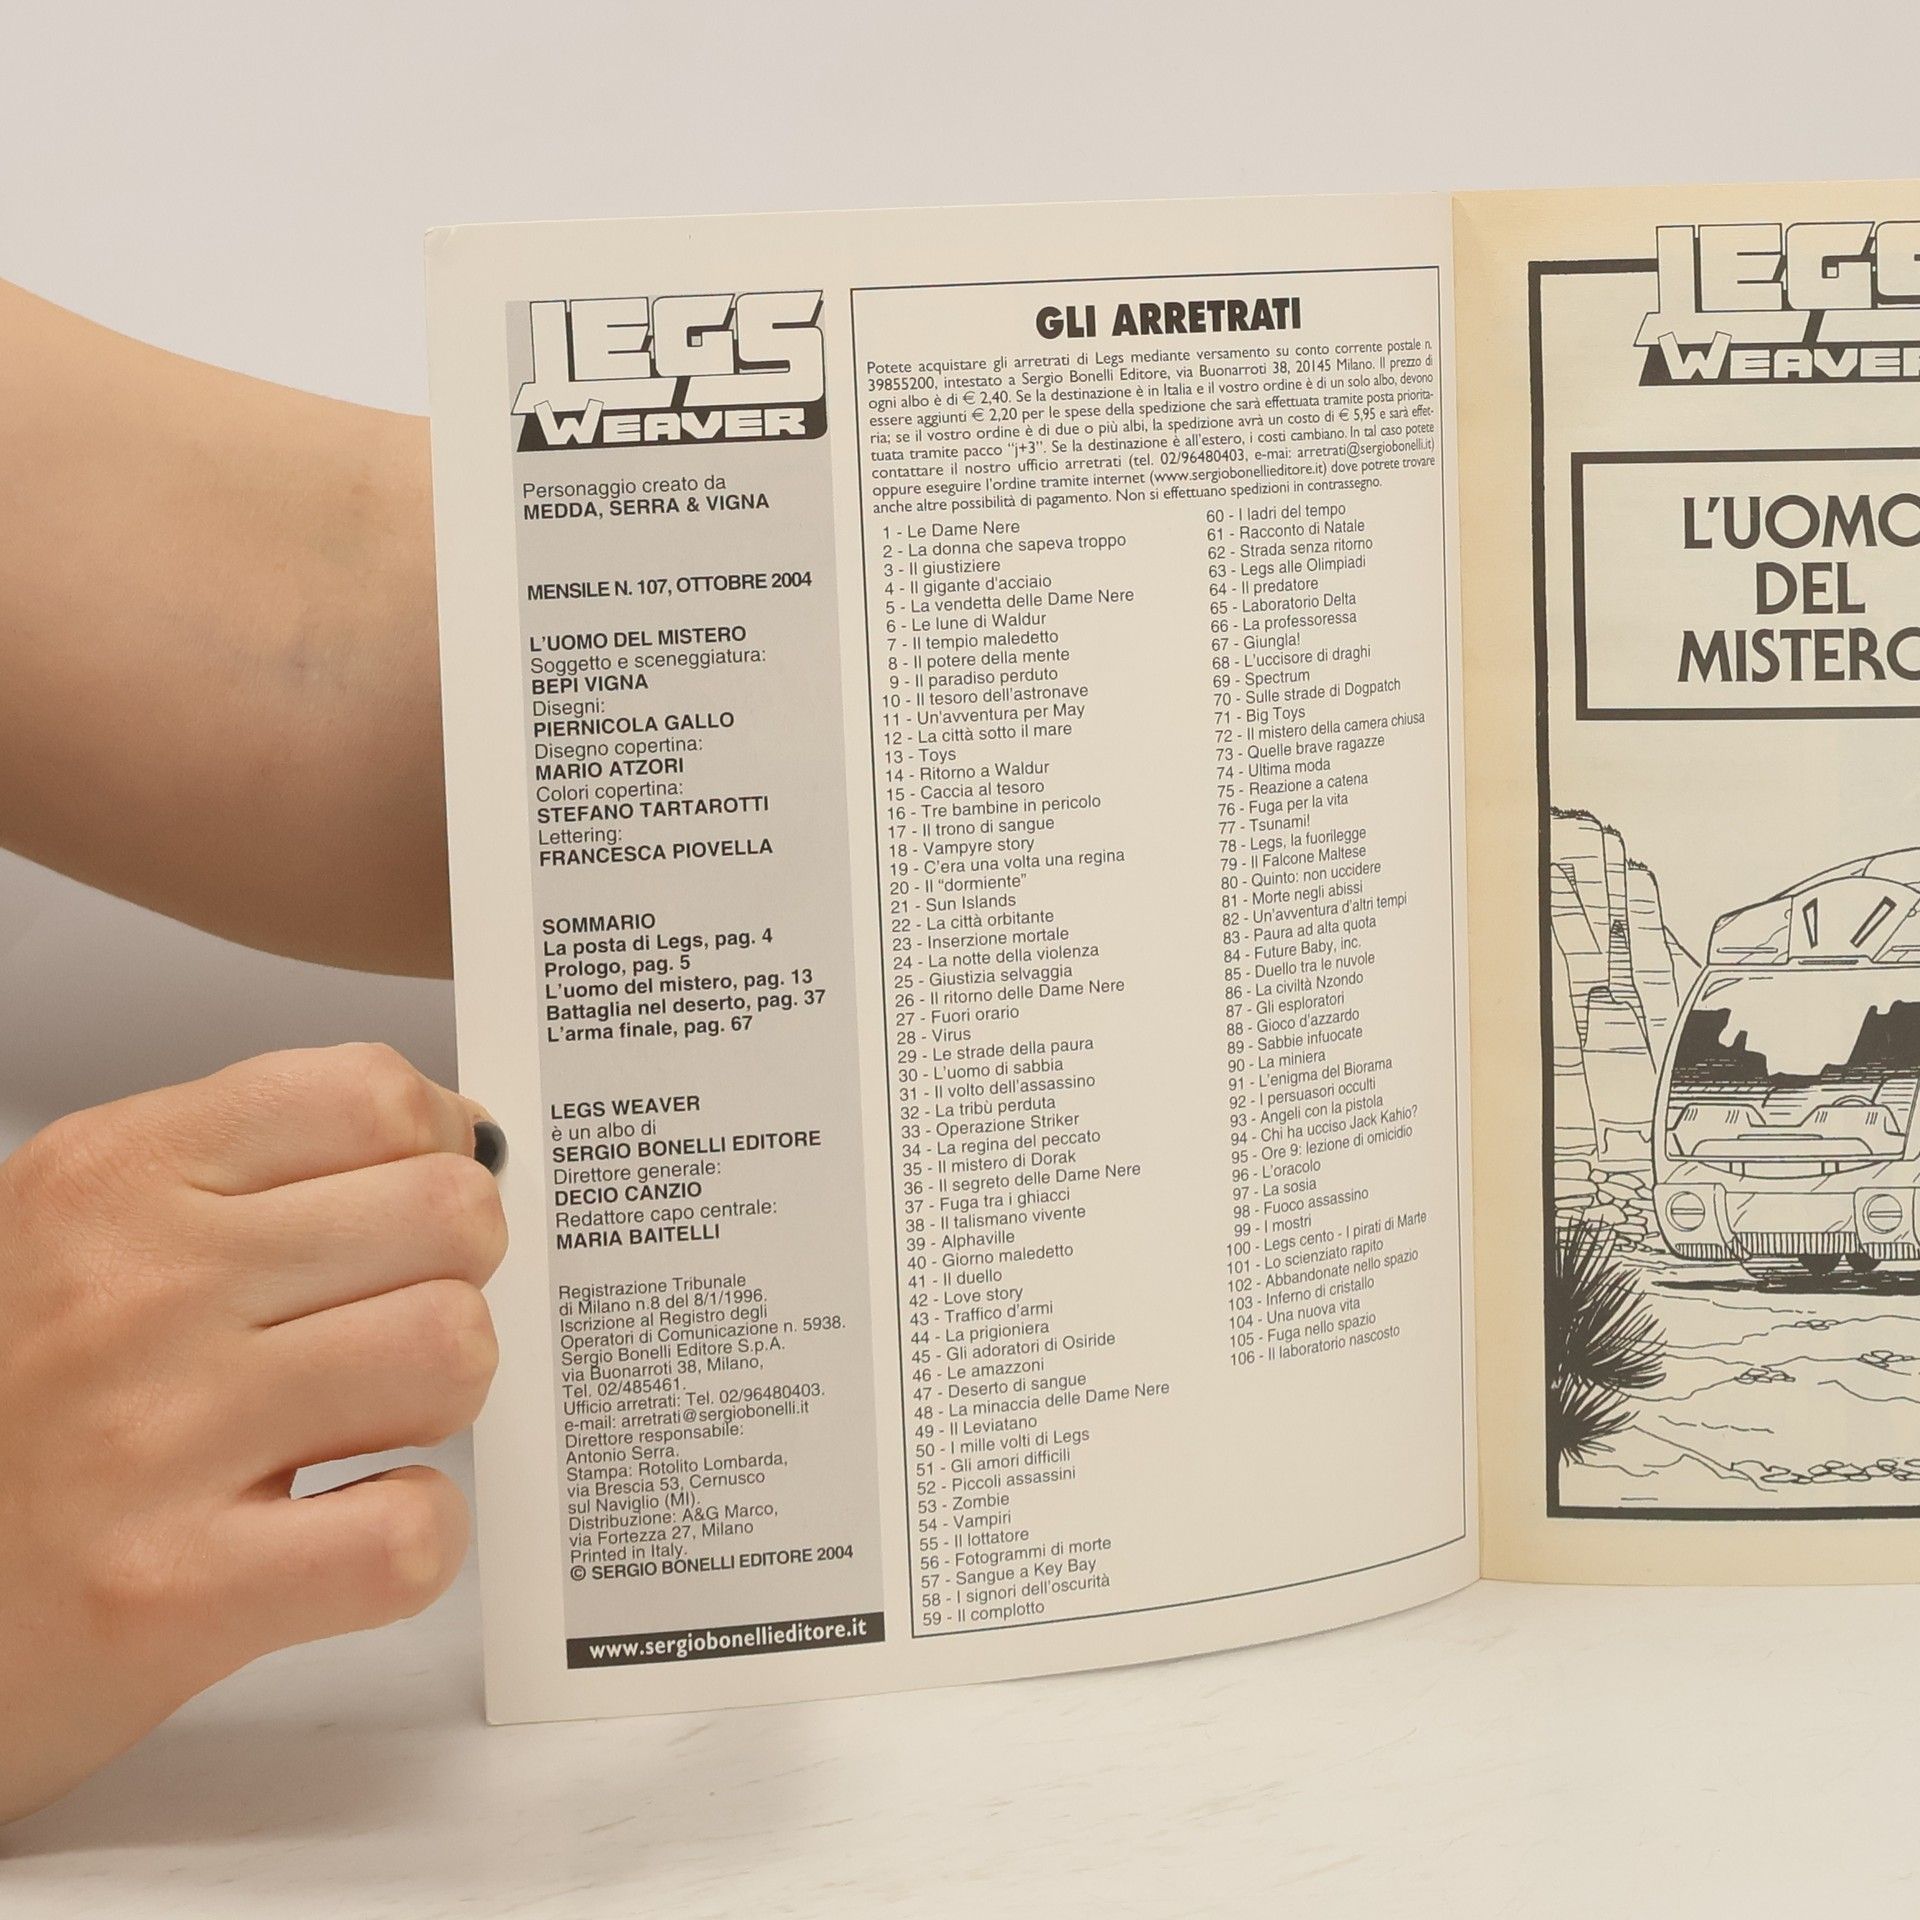 LEGS
WEAVER
Personaggio creato da
MEDDA, SERRA & VIGNA
MENSILE N. 107, OTTOBRE 2004
L'UOMO DEL MISTERO
Soggetto e sceneggiatura:
BEPI VIGNA
Disegni:
PIERNICOLA GALLO
Disegno copertina:
MARIO ATZORI
Colori copertina:
STEFANO TARTAROTTI
Lettering:
FRANCESCA PIOVELLA
SOMMARIO
La posta di Legs, pag. 4
Prologo, pag. 5
L'uomo del mistero, pag. 13
Battaglia nel deserto, pag. 37
L'arma finale, pag. 67
LEGS WEAVER
è un albo di
SERGIO BONELLI EDITORE
Direttore generale:
DECIO CANZIO
Redattore capo centrale:
MARIA BAITELLI
Registrazione Tribunale
di Milano n.8 del 8/1/1996.
Iscrizione al Registro degli
Operatori di Comunicazione n. 5938.
Sergio Bonelli Editore S.p.A.
via Buonarroti 38, Milano,
Tel. 02/485461.
Ufficio arretrati: Tel. 02/96480403.
e-mail: arretrati@sergiobonelli.it
Direttore responsabile:
Antonio Serra.
Stampa: Rotolito Lombarda,
via Brescia 53, Cernusco
sul Naviglio (MI).
Distribuzione: A&G Marco,
via Fortezza 27, Milano
Printed in Italy.
© SERGIO BONELLI EDITORE 2004
www.sergiobonellieditore.it
GLI ARRETRATI
Potete acquistare gli arretrati di Legs mediante versamento su conto corrente postale n.
39855200, intestato a Sergio Bonelli Editore, via Buonarroti 38, 20145 Milano. Il prezzo di
ogni albo è di € 2,40. Se la destinazione è in Italia e il vostro ordine è di un solo albo, devono
essere aggiunti € 2,20 per le spese della spedizione che sarà effettuata tramite posta priorita-
ria; se il vostro ordine è di due o più albi, la spedizione avrà un costo di € 5,95 e sarà effet-
tuata tramite pacco "j+3". Se la destinazione è all'estero, i costi cambiano. In tal caso potete
contattare il nostro ufficio arretrati (tel. 02/96480403, e-mai: arretrati@sergiobonelli.it)
oppure eseguire l'ordine tramite internet (www.sergiobonellieditore.it) dove potrete trovare
anche altre possibilità di pagamento. Non si effettuano spedizioni in contrassegno.
1 - Le Dame Nere
2 - La donna che sapeva troppo
3 - Il giustiziere
4 - Il gigante d'acciaio
5 - La vendetta delle Dame Nere
6 - Le lune di Waldur
7 - Il tempio maledetto
8 - Il potere della mente
9 - Il paradiso perduto
10 - Il tesoro dell'astronave
11 - Un'avventura per May
12 - La città sotto il mare
13 - Toys
14 - Ritorno a Waldur
15 - Caccia al tesoro
16 - Tre bambine in pericolo
17 - Il trono di sangue
18 - Vampyre story
19 - C'era una volta una regina
20 - Il "dormiente"
21 - Sun Islands
22 - La città orbitante
23 - Inserzione mortale
24 - La notte della violenza
25 - Giustizia selvaggia
26 - Il ritorno delle Dame Nere
27 - Fuori orario
28 - Virus
29 - Le strade della paura
30 - L'uomo di sabbia
31 - Il volto dell'assassino
32 - La tribù perduta
33 - Operazione Striker
34 - La regina del peccato
35 - Il mistero di Dorak
36 - Il segreto delle Dame Nere
37 - Fuga tra i ghiacci
38 - Il talismano vivente
39 - Alphaville
40 - Giorno maledetto
41 - Il duello
42 - Love story
43 - Traffico d'armi
44 - La prigioniera
45 - Gli adoratori di Osiride
46 - Le amazzoni
47 - Deserto di sangue
48 - La minaccia delle Dame Nere
49 - Il Leviatano
50 - I mille volti di Legs
51 - Gli amori difficili
52 - Piccoli assassini
53 - Zombie
54 - Vampiri
55 - Il lottatore
56 - Fotogrammi di morte
57 - Sangue a Key Bay
58 - I signori dell'oscurità
59 - Il complotto
60 - I ladri del tempo
61 - Racconto di Natale
62 - Strada senza ritorno
63 - Legs alle Olimpiadi
64 - Il predatore
65 - Laboratorio Delta
66 - La professoressa
67 - Giungla!
68 - L'uccisore di draghi
69 - Spectrum
70 - Sulle strade di Dogpatch
71 - Big Toys
72 - Il mistero della camera chiusa
73 - Quelle brave ragazze
74 - Ultima moda
75 - Reazione a catena
76 - Fuga per la vita
77 - Tsunami!
78 - Legs, la fuorilegge
79 - Il Falcone Maltese
80 - Quinto: non uccidere
81 - Morte negli abissi
82 - Un'avventura d'altri tempi
83 - Paura ad alta quota
84 - Future Baby, inc.
85 - Duello tra le nuvole
86 - La civiltà Nzondo
87 - Gli esploratori
88 - Gioco d'azzardo
89 - Sabbie infuocate
90 - La miniera
91 - L'enigma del Biorama
92 - I persuasori occulti
93 - Angeli con la pistola
94 - Chi ha ucciso Jack Kahio?
95 - Ore 9: lezione di omicidio
96 - L'oracolo
97 - La sosia
98 - Fuoco assassino
99 - I mostri
100 - Legs cento - I pirati di Marte
101 - Lo scienziato rapito
102 - Abbandonate nello spazio
103 - Inferno di cristallo
104 - Una nuova vita
105 - Fuga nello spazio
106 - Il laboratorio nascosto
LEGS
WEAVER
L'UOMO
DEL
MISTERO